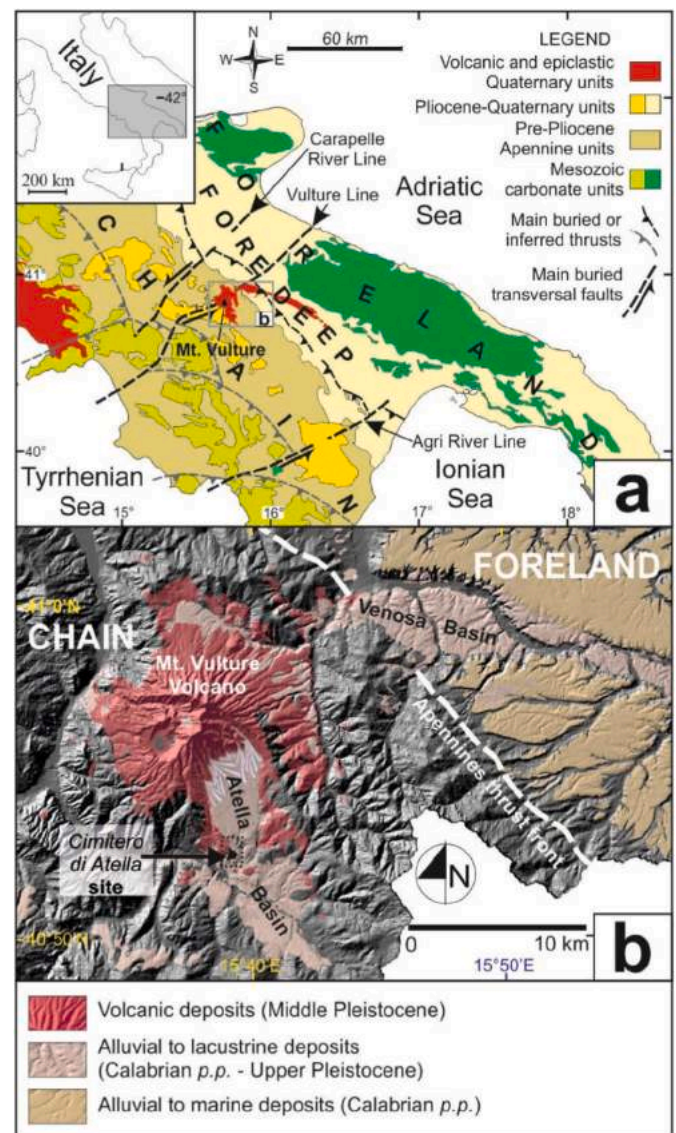 Italy
-42°
200 km
N
W E
S
60 km
LEGEND
Volcanic and epiclastic
Quaternary units
Pliocene-Quaternary units
Pre-Pliocene
Apennine units
Mesozoic
carbonate units
Main buried or
inferred thrusts
Main buried
transversal faults
Carapelle
River Line
Vulture Line
Adriatic
Sea
FOREDEEP
FORELAND
CHAIN
41°
b
Mt. Vulture
40°
Agri River Line
Tyrrhenian
Sea
Ionian
Sea
15°
16°
17°
18°
a
FORELAND
41°0'N
Venosa Basin
CHAIN
Mt. Vulture
Volcano
Apennines thrust front
Atella
Basin
Cimitero
di Atella
site
N
40°50'N
0
10 km
15°40'E
15°50'E
b
Volcanic deposits (Middle Pleistocene)
Alluvial to lacustrine deposits
(Calabrian p.p. - Upper Pleistocene)
Alluvial to marine deposits (Calabrian p.p.)